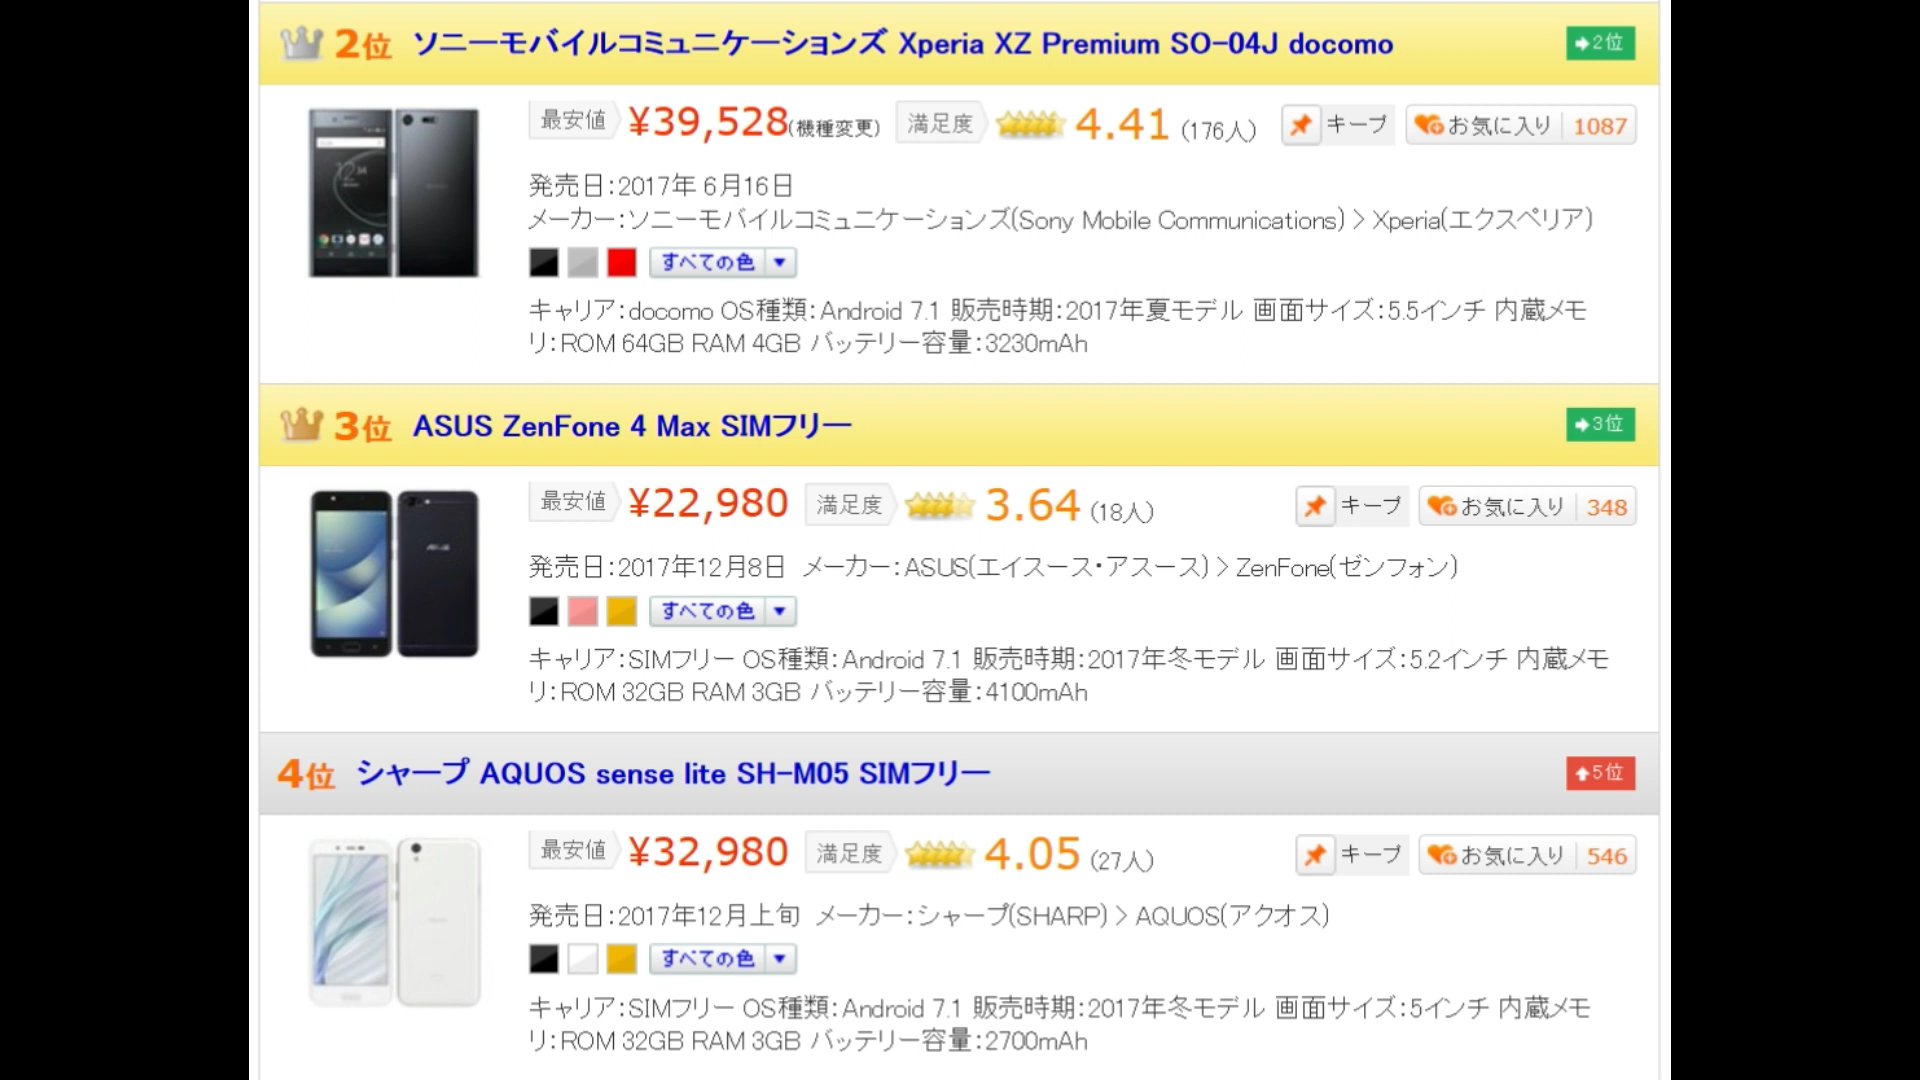 2位 ソニーモバイルコミュニケーションズ Xperia XZ Premium SO-04J docomo 2位
最安値 ¥39,528(機種変更) 満足度 4.41 (176人) キープ お気に入り 1087
発売日:2017年 6月16日
メーカー:ソニーモバイルコミュニケーションズ(Sony Mobile Communications) > Xperia(エクスペリア)
すべての色
キャリア:docomo OS種類:Android 7.1 販売時期:2017年夏モデル 画面サイズ:5.5インチ 内蔵メモ
リ:ROM 64GB RAM 4GB バッテリー容量:3230mAh
3位 ASUS ZenFone 4 Max SIMフリー 3位
最安値 ¥22,980 満足度 3.64 (18人) キープ お気に入り 348
発売日:2017年12月8日 メーカー:ASUS(エイスース・アスース) > ZenFone(ゼンフォン)
すべての色
キャリア:SIMフリー OS種類:Android 7.1 販売時期:2017年冬モデル 画面サイズ:5.2インチ 内蔵メモ
リ:ROM 32GB RAM 3GB バッテリー容量:4100mAh
4位 シャープ AQUOS sense lite SH-M05 SIMフリー 5位
最安値 ¥32,980 満足度 4.05 (27人) キープ お気に入り 546
発売日:2017年12月上旬 メーカー:シャープ(SHARP) > AQUOS(アクオス)
すべての色
キャリア:SIMフリー OS種類:Android 7.1 販売時期:2017年冬モデル 画面サイズ:5インチ 内蔵メモ
リ:ROM 32GB RAM 3GB バッテリー容量:2700mAh